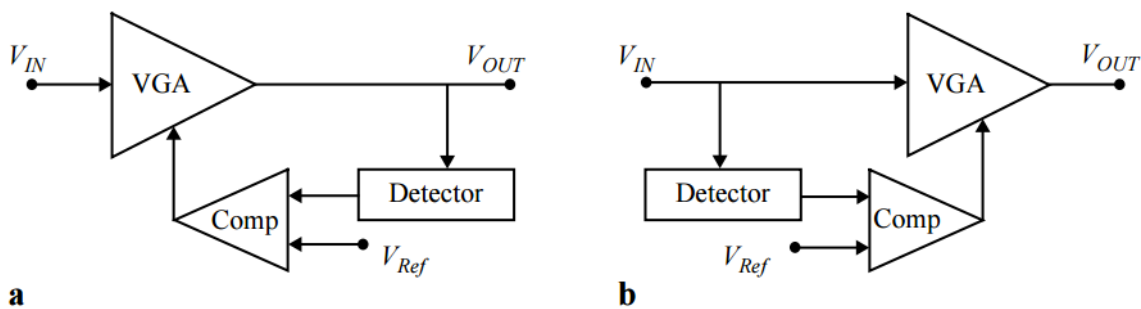 V_IN
VGA
V_OUT
Detector
Comp
V_Ref
a
V_IN
VGA
V_OUT
Detector
Comp
V_Ref
b